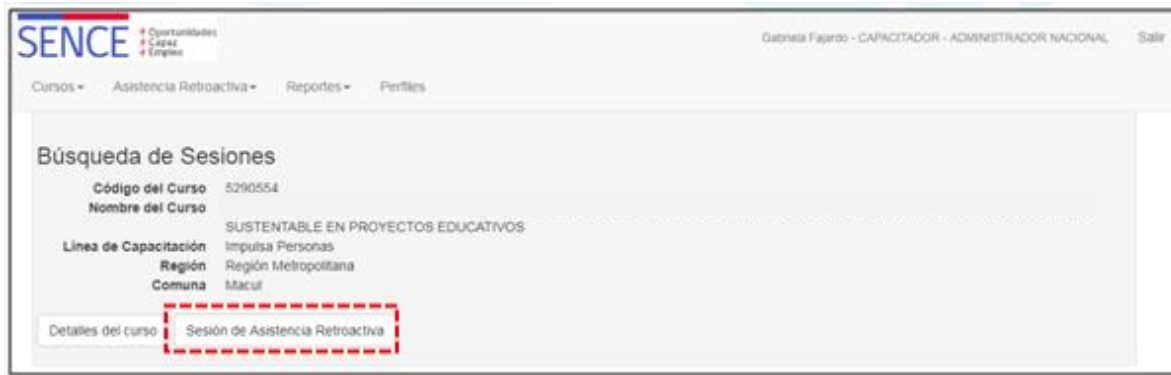 SENCE
# Oportunidades
# Capaz
# Empleo
Gabriela Fajardo - CAPACITADOR - ADMINISTRADOR NACIONAL Salir
Cursos Asistencia Retroactiva Reportes Perfiles
Búsqueda de Sesiones
Código del Curso 5290554
Nombre del Curso
SUSTENTABLE EN PROYECTOS EDUCATIVOS
Línea de Capacitación Impulsa Personas
Región Región Metropolitana
Comuna Macul
Detalles del curso Sesión de Asistencia Retroactiva